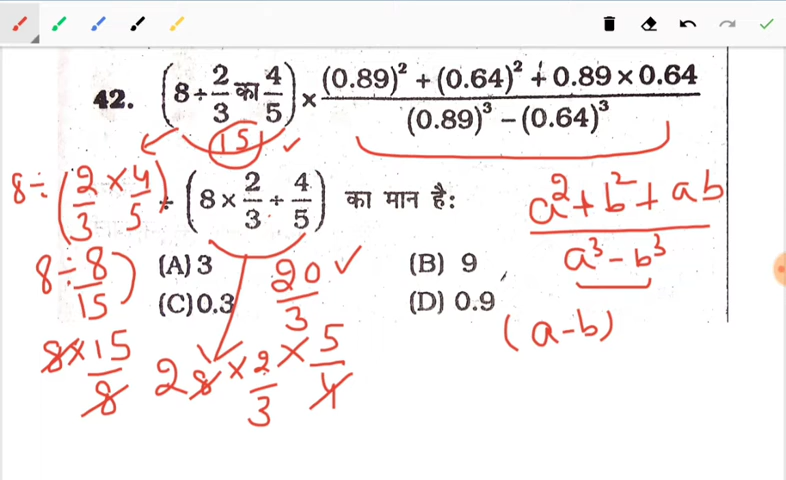 42. (8÷2/3 का 4/5) × (0.89)² + (0.64)² + 0.89 × 0.64 / (0.89)³ − (0.64)³
15
8÷(2/3 × 4/5) ÷ (8 × 2/3 ÷ 4/5) का मान है:
a² + b² + ab / a³ − b³
8÷8/15) (A) 3 20/3 (B) 9
(C) 0.3 (D) 0.9
(a−b)
8×15/8 2 8 × 2/3 × 5/4